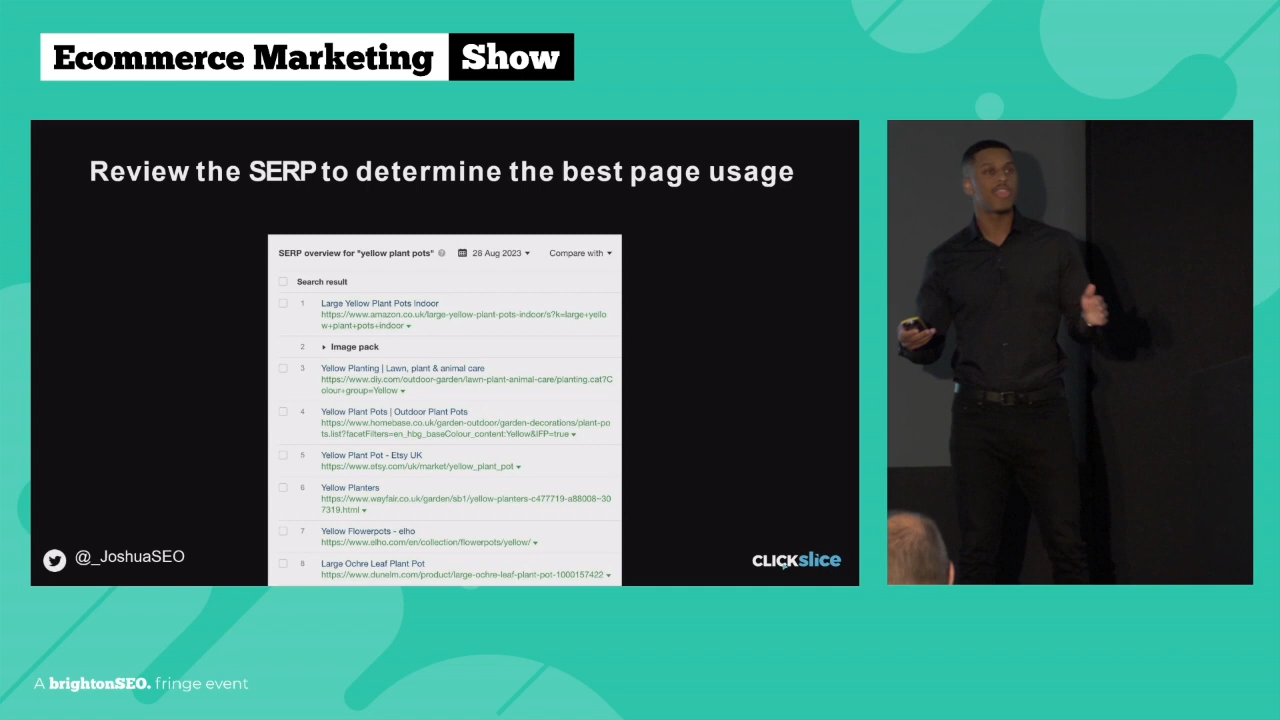 Ecommerce Marketing Show
Review the SERP to determine the best page usage
SERP overview for "yellow plant pots" 28 Aug 2023 Compare with
Search result
1 Large Yellow Plant Pots Indoor
https://www.amazon.co.uk/large-yellow-plant-pots-indoor/s?k=large+yello
w+plant+pots+indoor
2 Image pack
3 Yellow Planting | Lawn, plant & animal care
https://www.diy.com/outdoor-garden/lawn-plant-animal-care/planting.cat?C
olour+group=Yellow
4 Yellow Plant Pots | Outdoor Plant Pots
https://www.homebase.co.uk/garden-outdoor/garden-decorations/plant-po
ts.list?facetFilters=en_hbg_baseColour_content:Yellow&IFP=true
5 Yellow Plant Pot - Etsy UK
https://www.etsy.com/uk/market/yellow_plant_pot
6 Yellow Planters
https://www.wayfair.co.uk/garden/sb1/yellow-planters-c477719-a88008~30
7319.html
7 Yellow Flowerpots - elho
https://www.elho.com/en/collection/flowerpots/yellow/
8 Large Ochre Leaf Plant Pot
https://www.dunelm.com/product/large-ochre-leaf-plant-pot-1000157422
@_JoshuaSEO
CLICKslice
A brightonSEO. fringe event